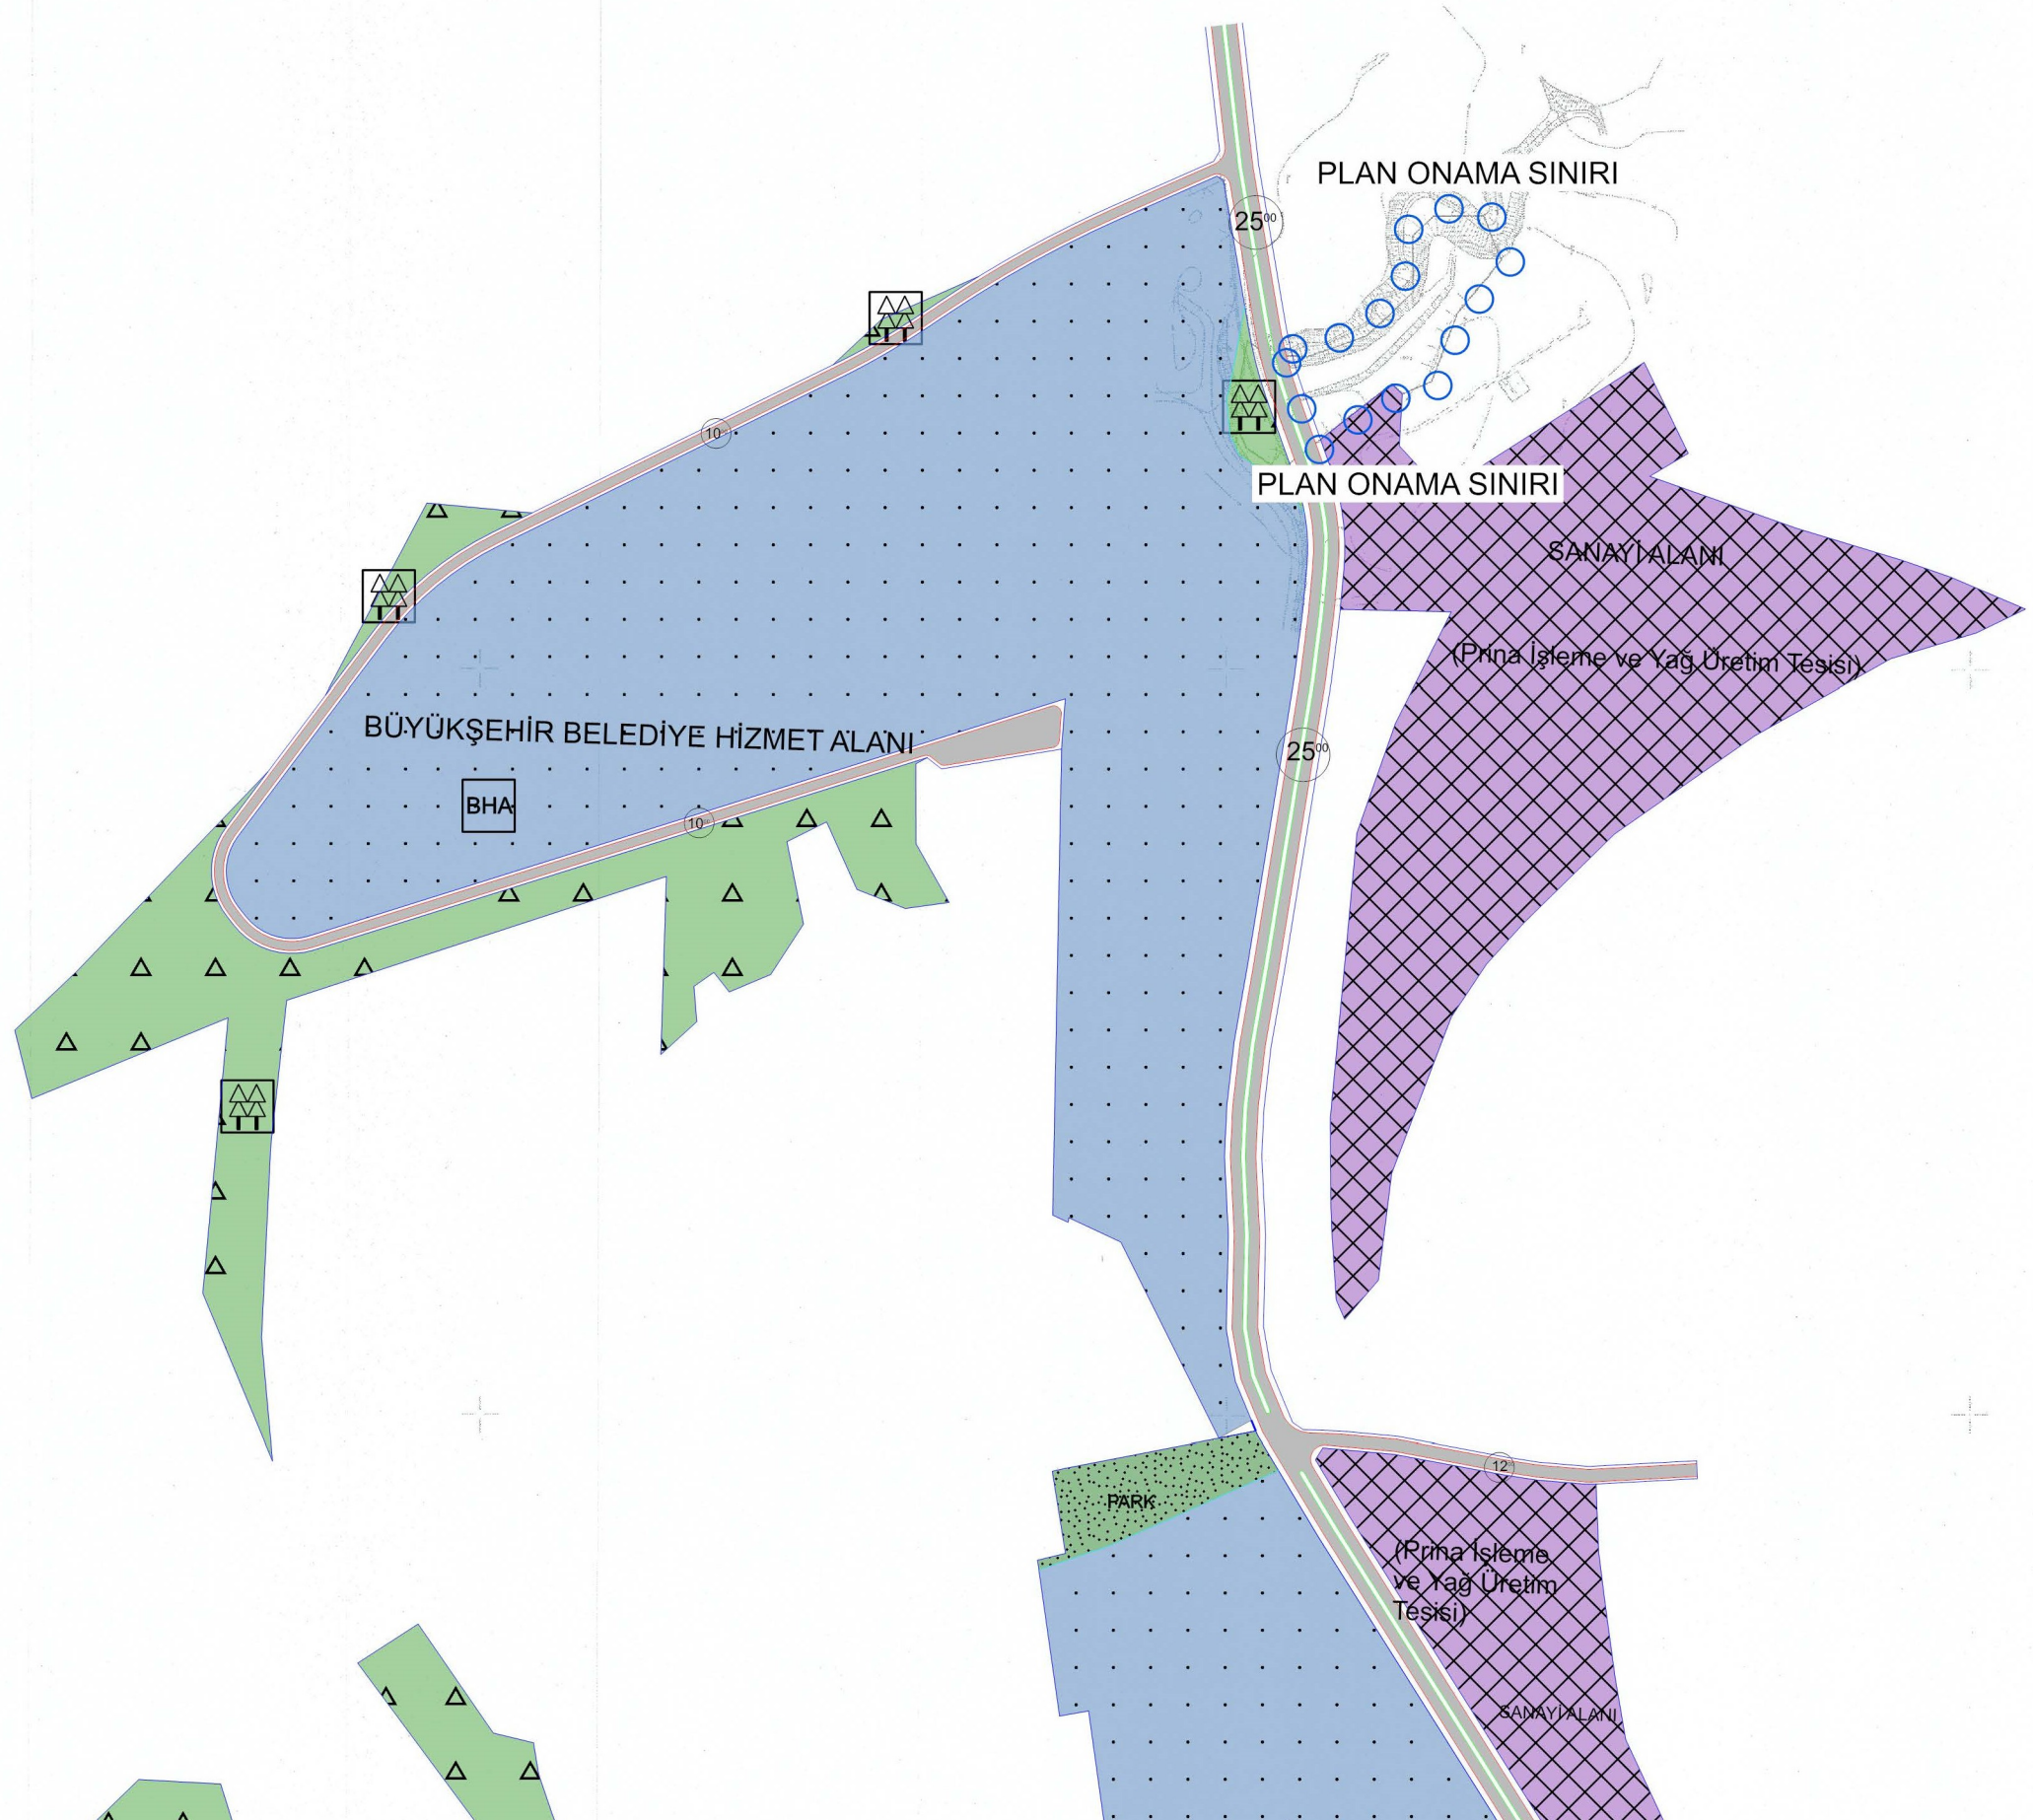 PLAN ONAMA SINIRI
25⁰⁰
10
PLAN ONAMA SINIRI
SANAYİ ALANI
(Prina İşleme ve Yağ Üretim Tesisi)
BÜYÜKŞEHİR BELEDİYE HİZMET ALANI
25⁰⁰
BHA
10
12
PARK
(Prina İşleme
ve Yağ Üretim
Tesisi)
SANAYİ ALANI